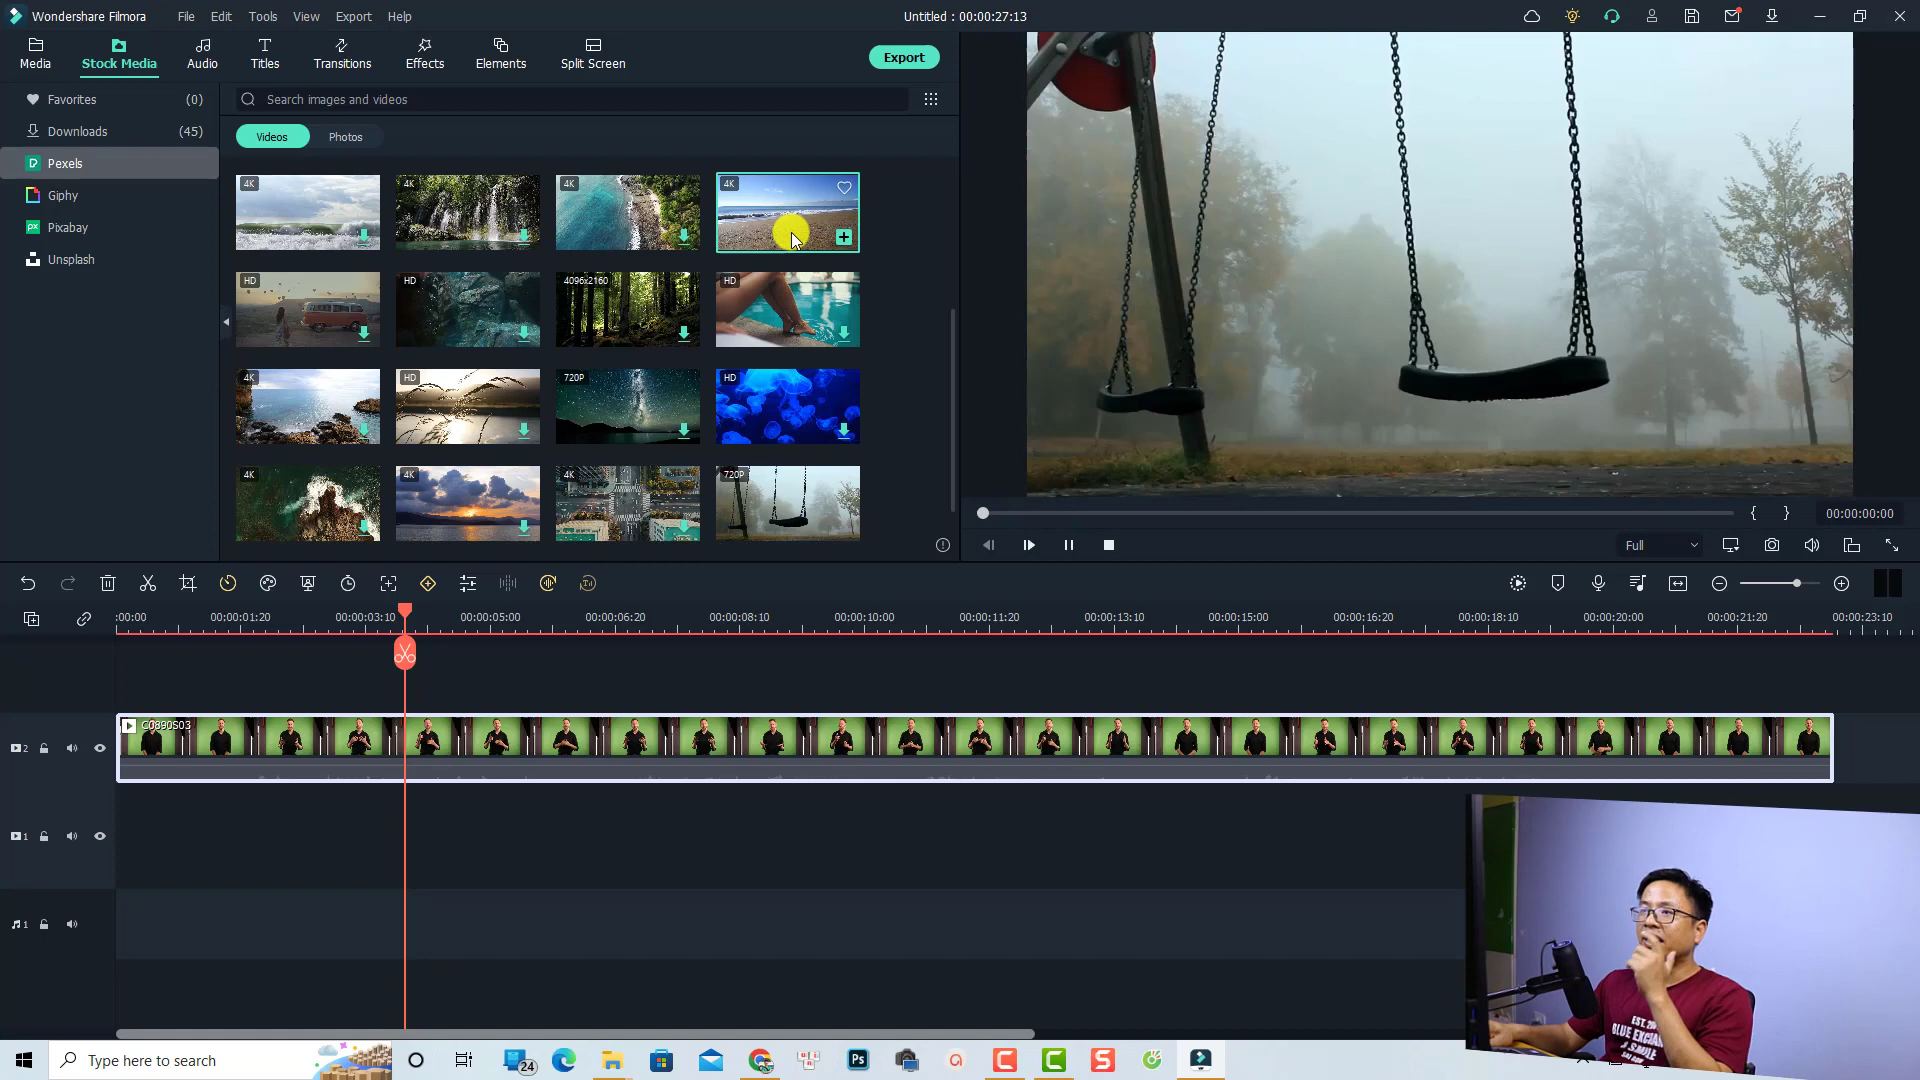 Wondershare Filmora File Edit Tools View Export Help Untitled : 00:00:27:13
Media Stock Media Audio Titles Transitions Effects Elements Split Screen Export
Favorites (0)
Downloads (45)
Pexels
Giphy
Pixabay
Unsplash
Search images and videos
Videos Photos
4K 4K 4K 4K
HD HD 4096x2160 HD
4K HD 720P HD
4K 4K 4K 720P
{ } 00:00:00:00
Full
:00:00 00:00:01:20 00:00:03:10 00:00:05:00 00:00:06:20 00:00:08:10 00:00:10:00 00:00:11:20 00:00:13:10 00:00:15:00 00:00:16:20 00:00:18:10 00:00:20:00 00:00:21:20 00:00:23:10
C0890S03
2
1
1
EST. 20
BLUE EXCHAN
Type here to search
24
Ps